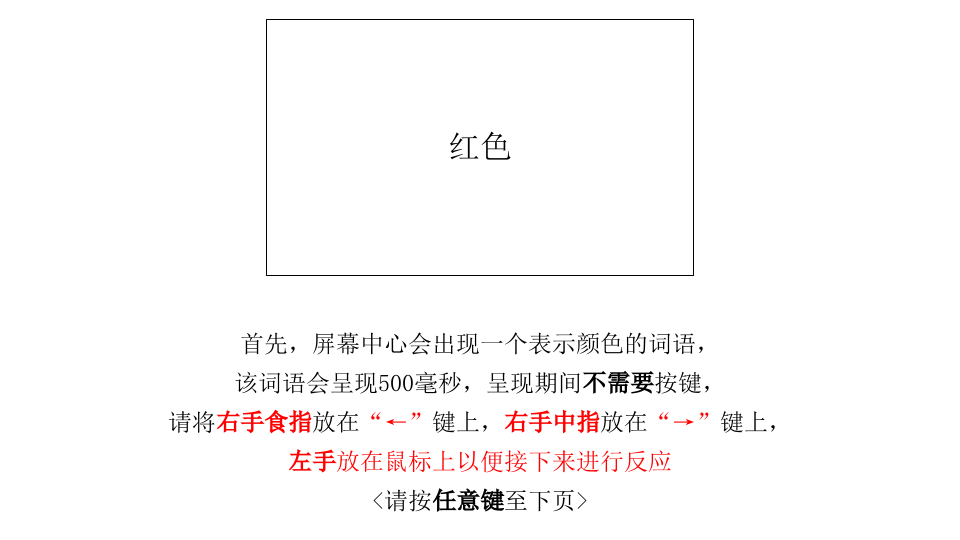 红色
首先，屏幕中心会出现一个表示颜色的词语，
该词语会呈现500毫秒，呈现期间不需要按键，
请将右手食指放在“←”键上，右手中指放在“→”键上，
左手放在鼠标上以便接下来进行反应
<请按任意键至下页>